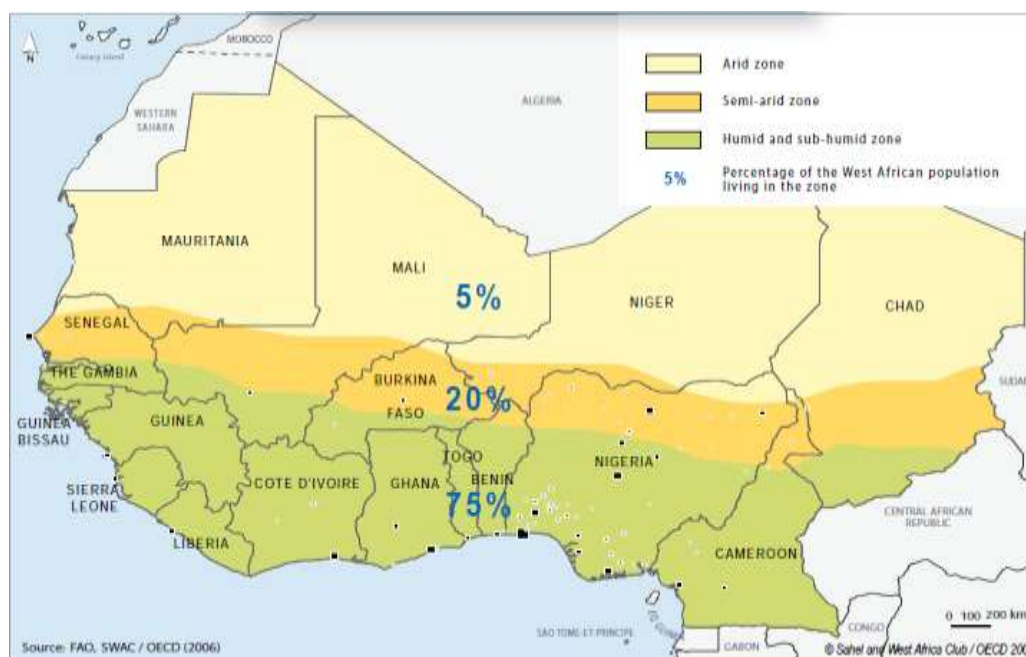 MOROCCO
Canary Island
N
WESTERN
SAHARA
ALGERIA
Arid zone
Semi-arid zone
Humid and sub-humid zone
5% Percentage of the West African population
living in the zone
MAURITANIA
MALI
5%
NIGER
CHAD
SENEGAL
THE GAMBIA
BURKINA
FASO
20%
SUDAN
GUINEA
BISSAU
GUINEA
SIERRA
LEONE
LIBERIA
COTE D'IVOIRE
GHANA
TOGO
BENIN
75%
NIGERIA
CAMEROON
CENTRAL AFRICAN
REPUBLIC
SAO TOME-ET-PRINCIPE
GABON
CONGO
0 100 200 km
Source: FAO, SWAC / OECD (2006)
© Sahel and West Africa Club / OECD 200